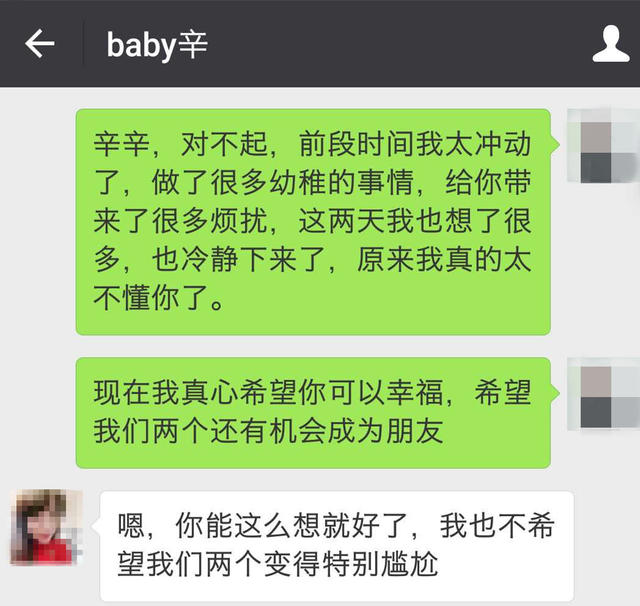 baby辛
辛辛，对不起，前段时间我太冲动
了，做了很多幼稚的事情，给你带
来了很多烦扰，这两天我也想了很
多，也冷静下来了，原来我真的太
不懂你了。
现在我真心希望你可以幸福，希望
我们两个还有机会成为朋友
嗯，你能这么想就好了，我也不希
望我们两个变得特别尴尬